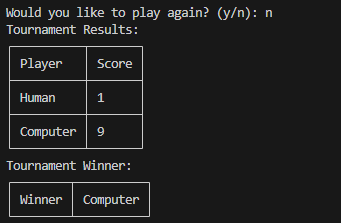 Would you like to play again? (y/n): n
Tournament Results:
Player Score
Human 1
Computer 9
Tournament Winner:
Winner Computer